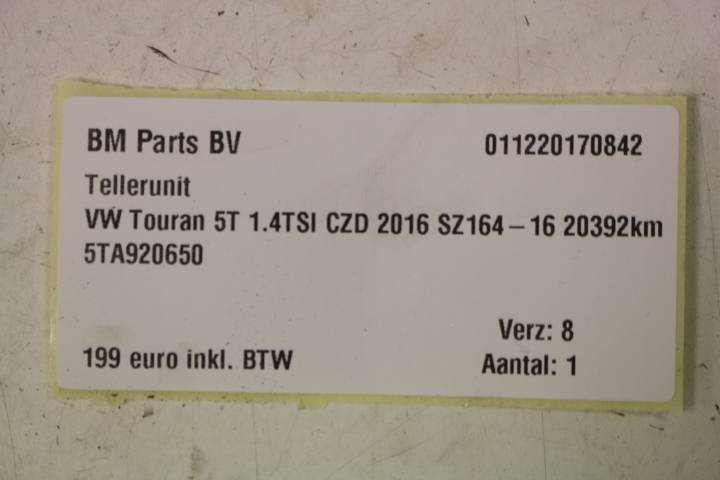 BM Parts BV 011220170842
Tellerunit
VW Touran 5T 1.4TSI CZD 2016 SZ164-16 20392km
5TA920650
Verz: 8
199 euro inkl. BTW Aantal: 1